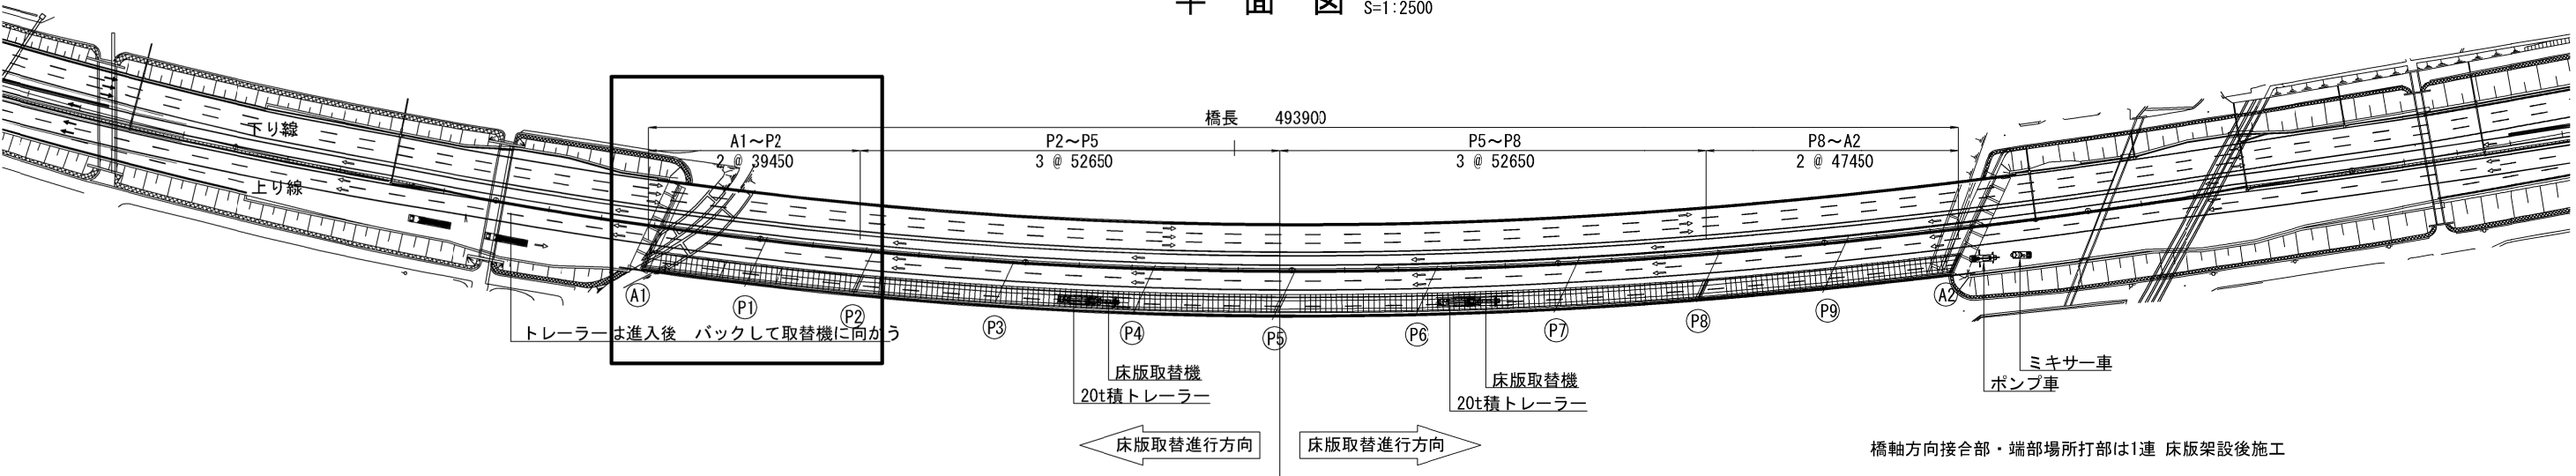 平面図 S=1:2500
橋長 493900
A1～P2
2 @ 39450
P2～P5
3 @ 52650
P5～P8
3 @ 52650
P8～A2
2 @ 47450
下り線
上り線
A1
P1
P2
P3
P4
P5
P6
P7
P8
P9
A2
トレーラーは進入後 バックして取替機に向かう
床版取替機
20t積トレーラー
床版取替機
20t積トレーラー
ミキサー車
ポンプ車
床版取替進行方向
床版取替進行方向
橋軸方向接合部・端部場所打部は1連 床版架設後施工